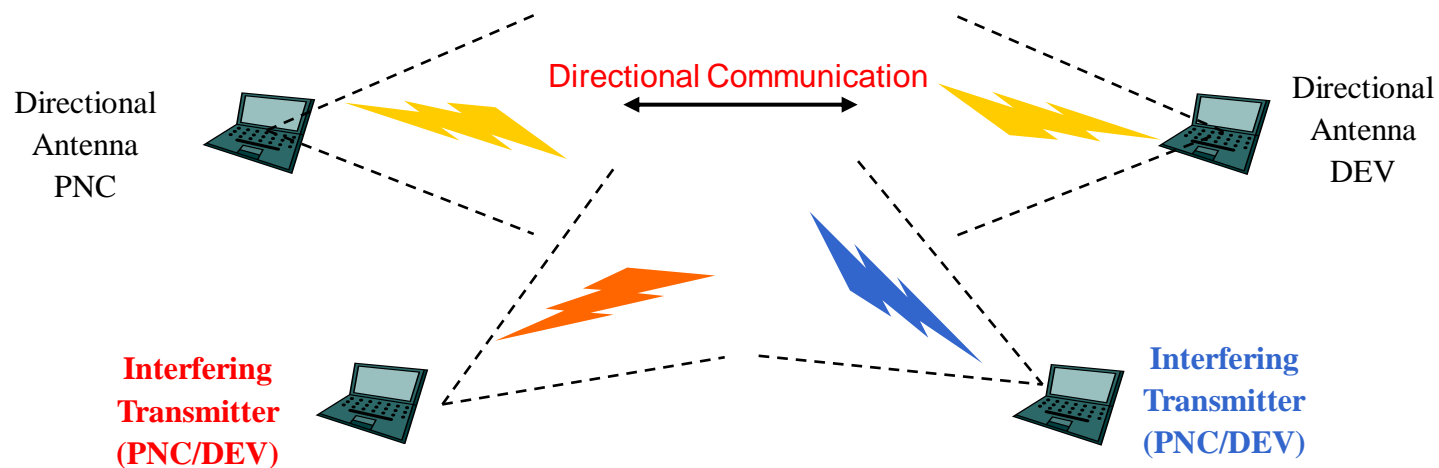 Directional Communication
Directional
Antenna
PNC
Directional
Antenna
DEV
Interfering
Transmitter
(PNC/DEV)
Interfering
Transmitter
(PNC/DEV)